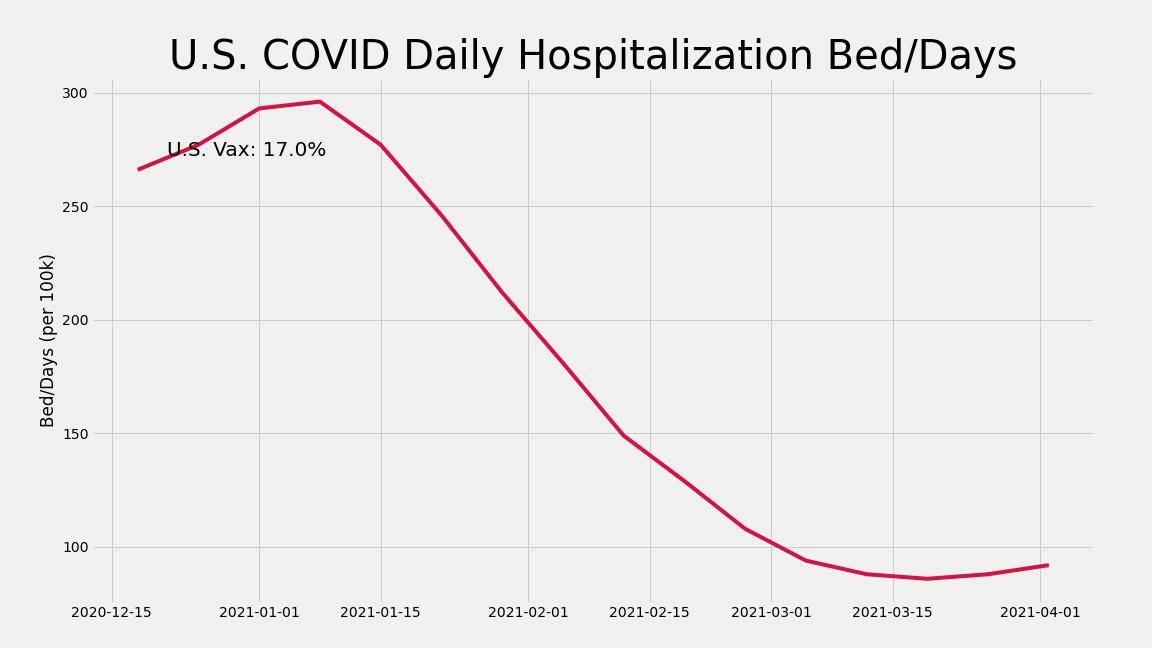 U.S. COVID Daily Hospitalization Bed/Days
300
U.S. Vax: 17.0%
250
Bed/Days (per 100k)
200
150
100
2020-12-15 2021-01-01 2021-01-15 2021-02-01 2021-02-15 2021-03-01 2021-03-15 2021-04-01